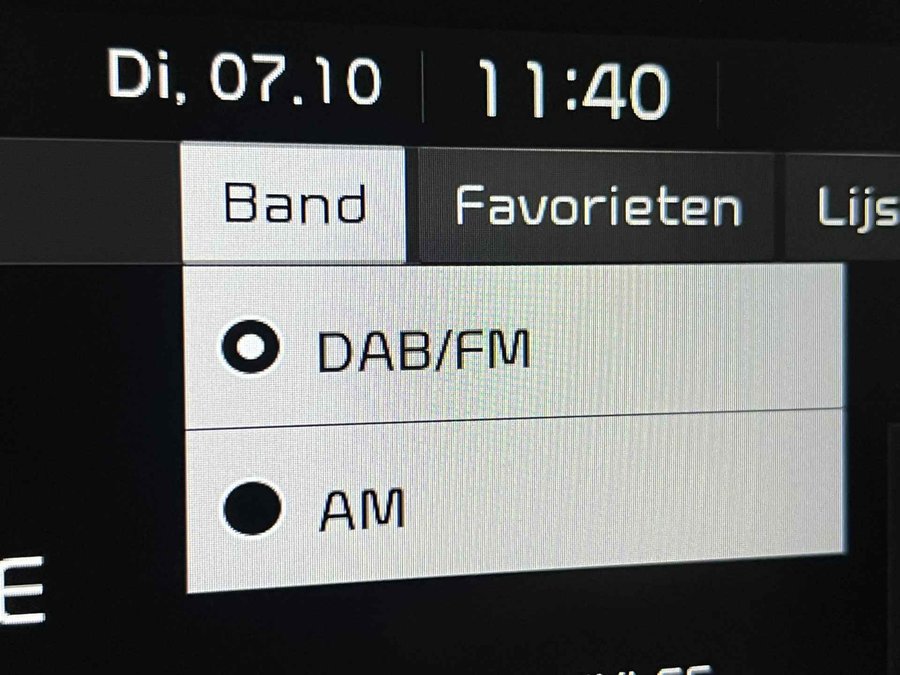 Di, 07.10 11:40
Band Favorieten
DAB/FM
AM
E